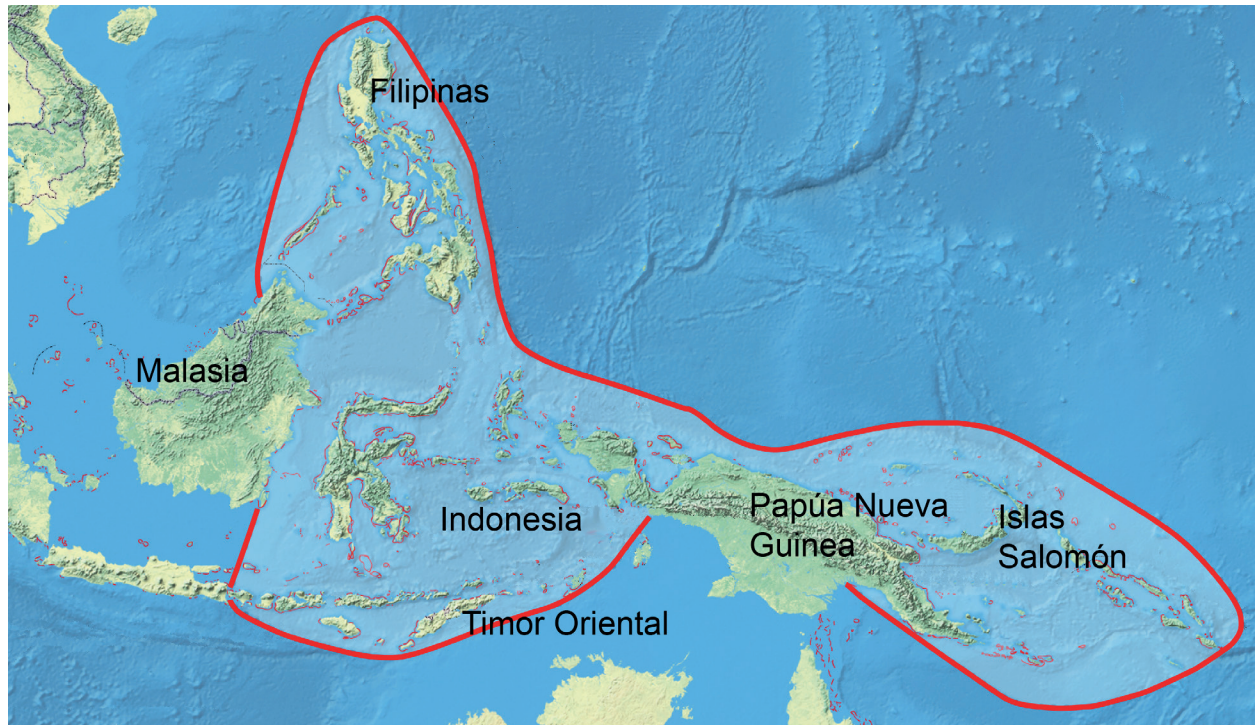 Filipinas
Malasia
Indonesia
Papúa Nueva
Guinea
Islas
Salomón
Timor Oriental